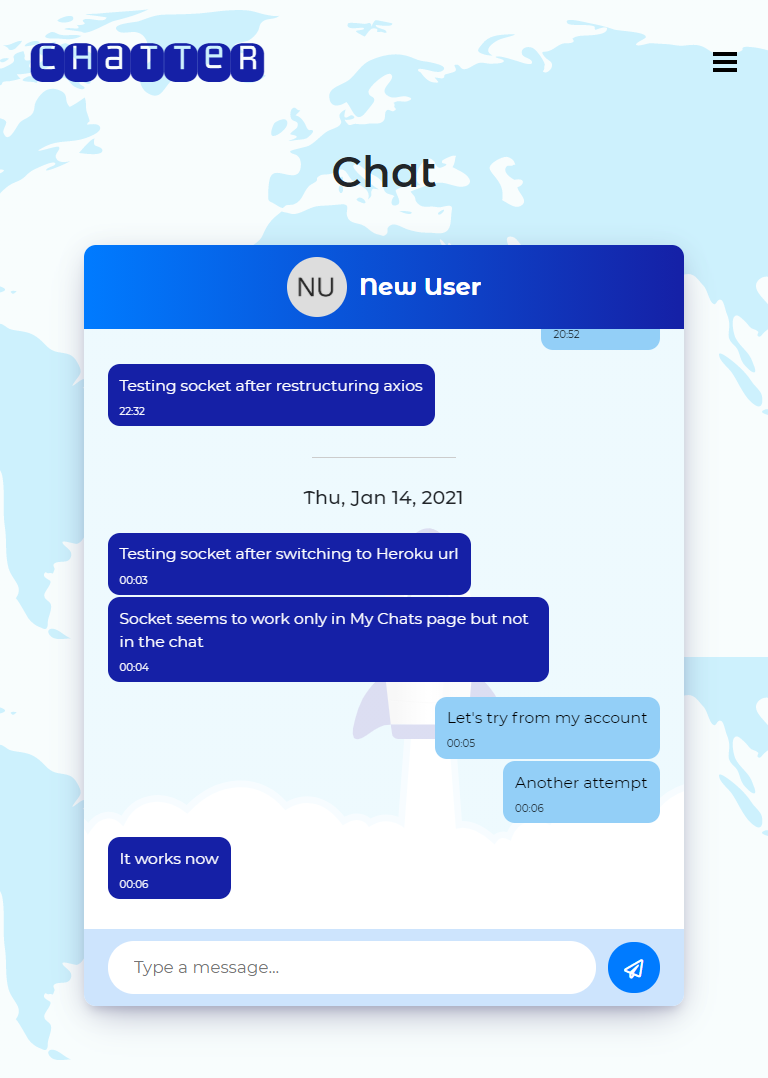 CHaTTeR
Chat
NU New User
20:52
Testing socket after restructuring axios
22:32
Thu, Jan 14, 2021
Testing socket after switching to Heroku url
00:03
Socket seems to work only in My Chats page but not
in the chat
00:04
Let's try from my account
00:05
Another attempt
00:06
It works now
00:06
Type a message...